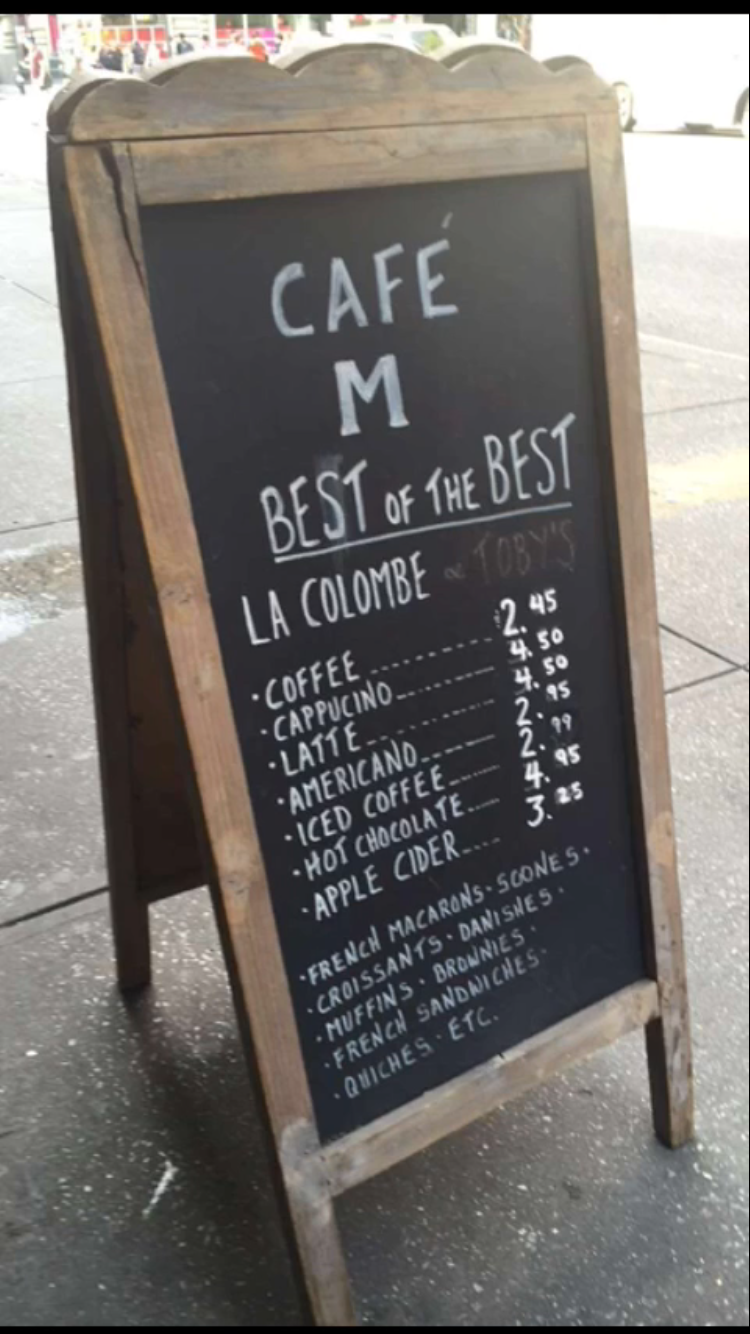 CAFÉ
M
BEST OF THE BEST
LA COLOMBE & TOBY'S
· COFFEE ------------ 2.45
· CAPPUCINO ---------- 4.50
· LATTE ------------- 4.50
· AMERICANO -------- 2.95
· ICED COFFEE ------ 2.99
· HOT CHOCOLATE ---- 4.95
· APPLE CIDER ---- 3.25
· FRENCH MACARONS · SCONES ·
· CROISSANTS · DANISHES ·
· MUFFINS · BROWNIES ·
· FRENCH SANDWICHES ·
· QUICHES · ETC.